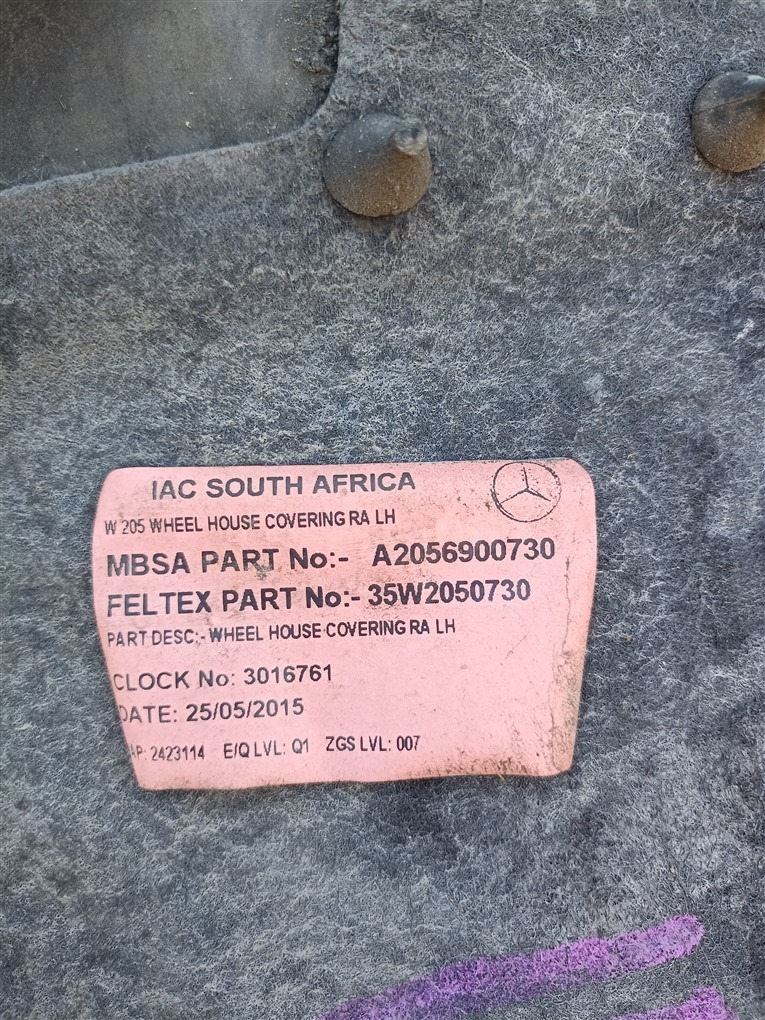 IAC SOUTH AFRICA
W 205 WHEEL HOUSE COVERING RA LH
MBSA PART No:- A2056900730
FELTEX PART No:- 35W2050730
PART DESC:- WHEEL HOUSE COVERING RA LH
CLOCK No: 3016761
DATE: 25/05/2015
2423114 E/Q LVL: Q1 ZGS LVL: 007